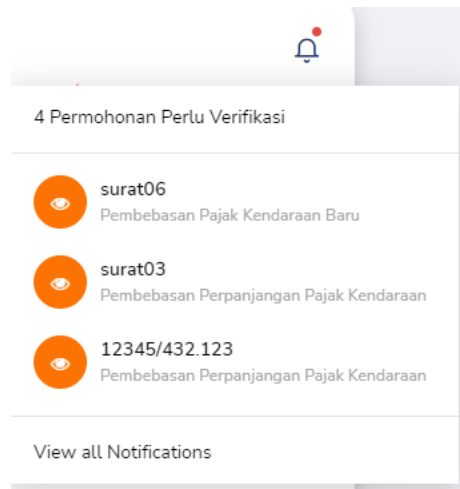 4 Permohonan Perlu Verifikasi
surat06
Pembebasan Pajak Kendaraan Baru
surat03
Pembebasan Perpanjangan Pajak Kendaraan
12345/432.123
Pembebasan Perpanjangan Pajak Kendaraan
View all Notifications